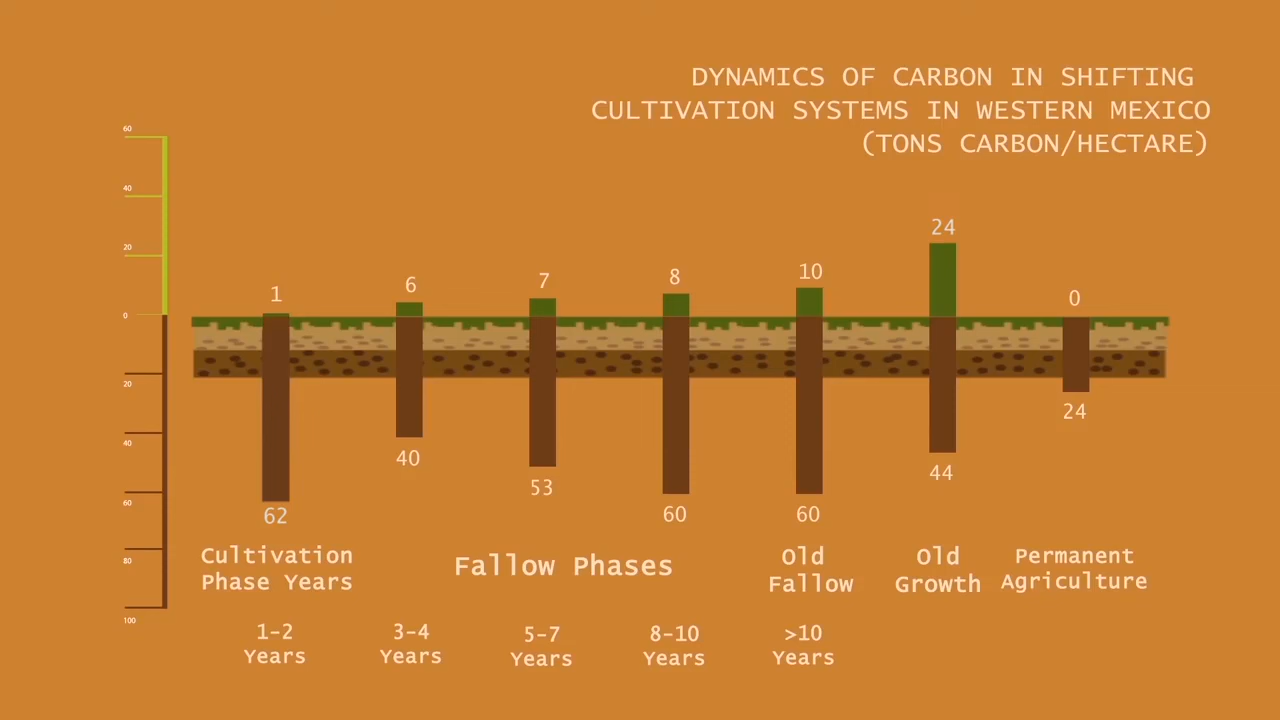 DYNAMICS OF CARBON IN SHIFTING
CULTIVATION SYSTEMS IN WESTERN MEXICO
(TONS CARBON/HECTARE)
60
40
20
0
20
40
60
80
100
1
6
7
8
10
24
0
62
40
53
60
60
44
24
Cultivation
Phase Years
Fallow Phases
Old
Fallow
Old
Growth
Permanent
Agriculture
1-2
Years
3-4
Years
5-7
Years
8-10
Years
>10
Years